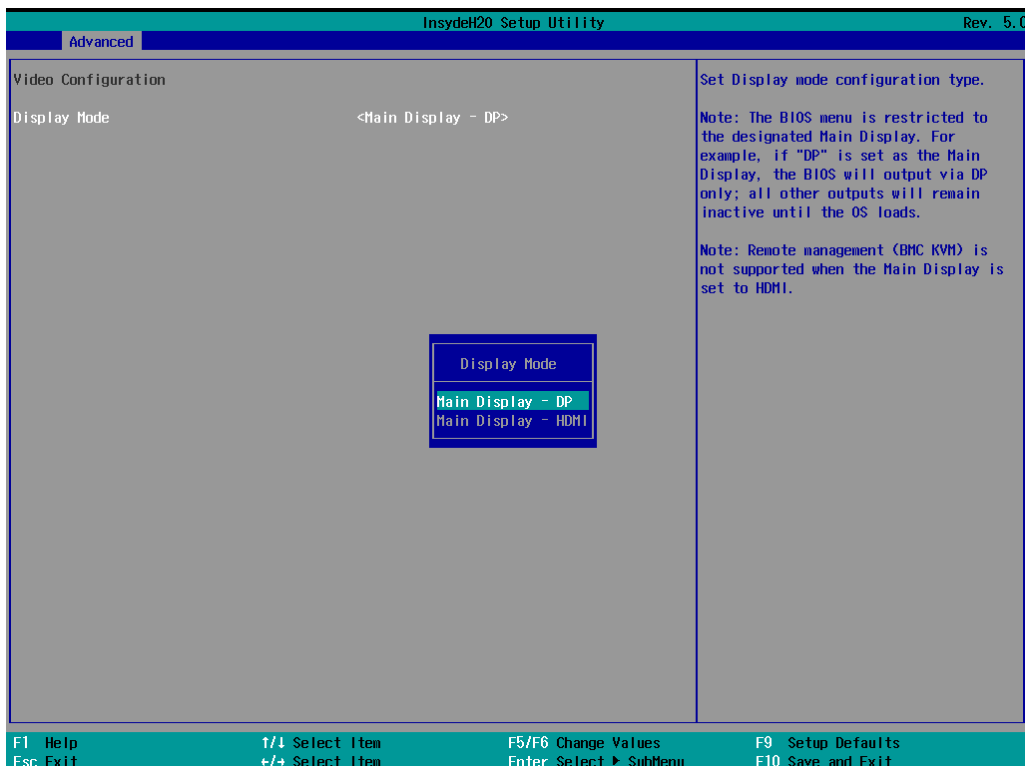 InsydeH2O Setup Utility Rev. 5.0
Advanced
Video Configuration
Display Mode <Main Display - DP>
Set Display mode configuration type.
Note: The BIOS menu is restricted to
the designated Main Display. For
example, if "DP" is set as the Main
Display, the BIOS will output via DP
only; all other outputs will remain
inactive until the OS loads.
Note: Remote management (BMC KVM) is
not supported when the Main Display is
set to HDMI.
Display Mode
Main Display - DP
Main Display - HDMI
F1 Help ↑/↓ Select Item F5/F6 Change Values F9 Setup Defaults
Esc Exit ←/→ Select Item Enter Select ▶ SubMenu F10 Save and Exit